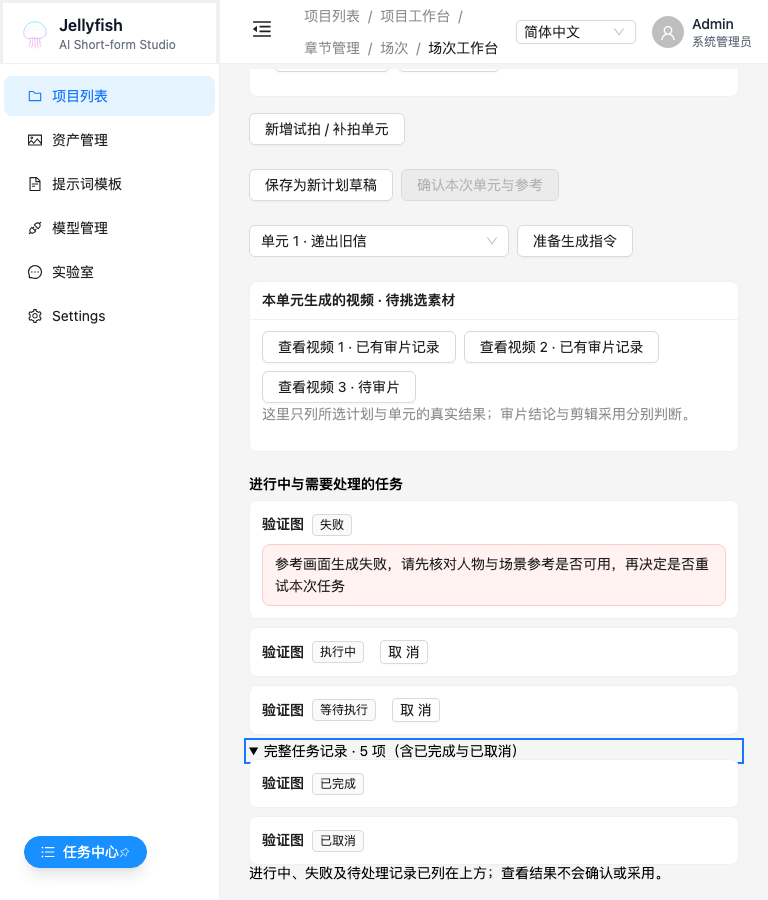 Jellyfish
AI Short-form Studio
项目列表 / 项目工作台 /
章节管理 / 场次 / 场次工作台
简体中文
Admin
系统管理员
项目列表
资产管理
提示词模板
模型管理
实验室
Settings
任务中心
新增试拍 / 补拍单元
保存为新计划草稿 确认本次单元与参考
单元 1 · 递出旧信 准备生成指令
本单元生成的视频 · 待挑选素材
查看视频 1 · 已有审片记录 查看视频 2 · 已有审片记录
查看视频 3 · 待审片
这里只列所选计划与单元的真实结果；审片结论与剪辑采用分别判断。
进行中与需要处理的任务
验证图 失败
参考画面生成失败，请先核对人物与场景参考是否可用，再决定是否重
试本次任务
验证图 执行中 取 消
验证图 等待执行 取 消
▼ 完整任务记录 · 5 项（含已完成与已取消）
验证图 已完成
验证图 已取消
进行中、失败及待处理记录已列在上方；查看结果不会确认或采用。